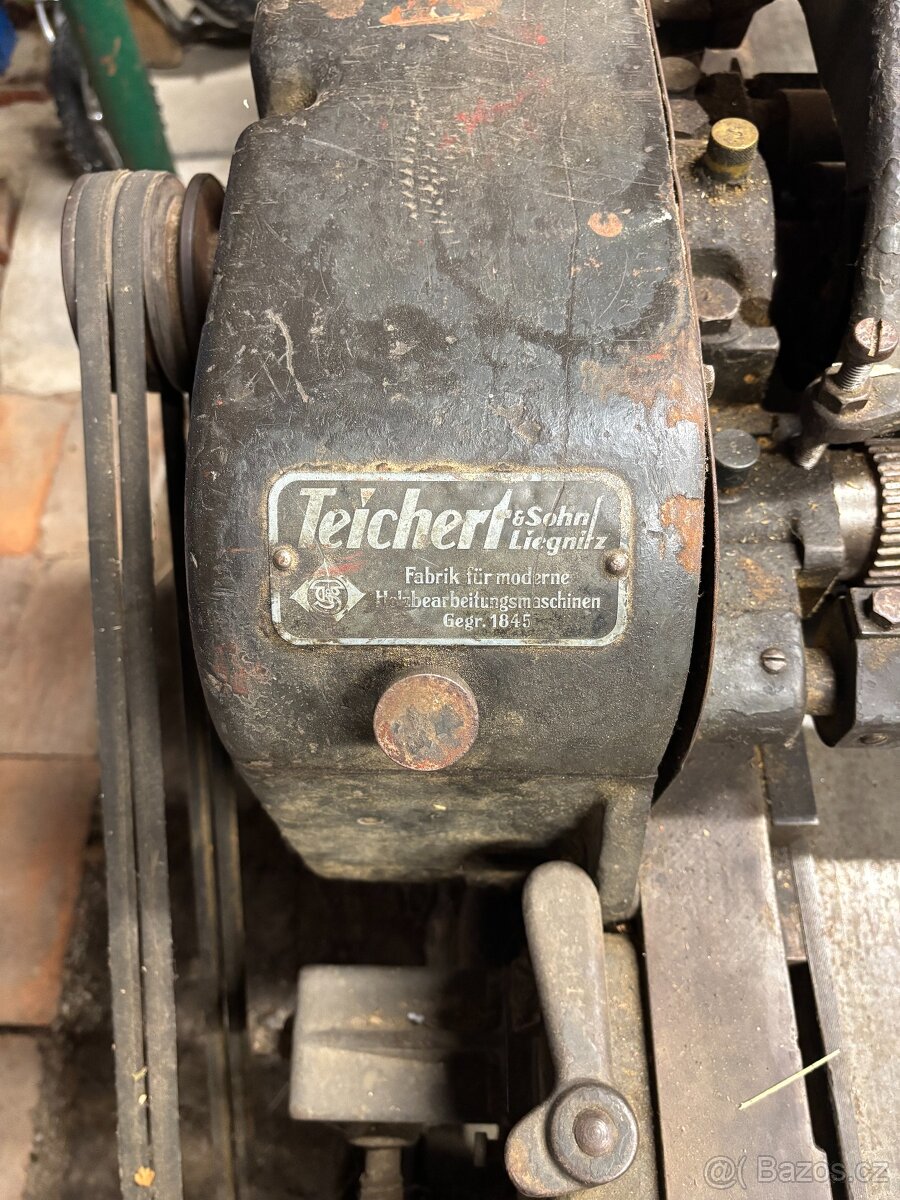 Teichert & Sohn
Liegnitz
Fabrik für moderne
Holzbearbeitungsmaschinen
Gegr. 1845
@( Bazos.cz